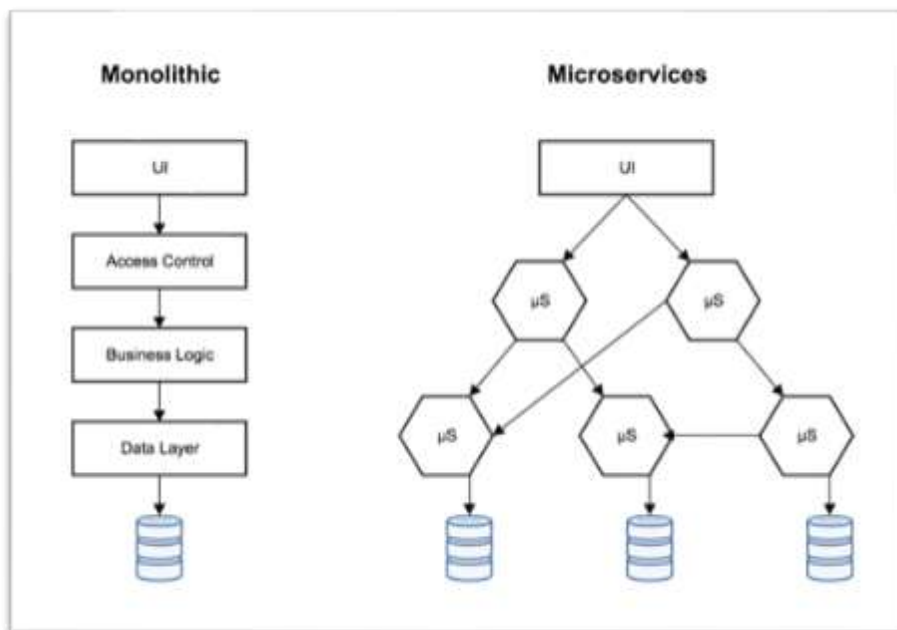 Monolithic
Microservices
UI
Access Control
Business Logic
Data Layer
UI
µS
µS
µS
µS
µS